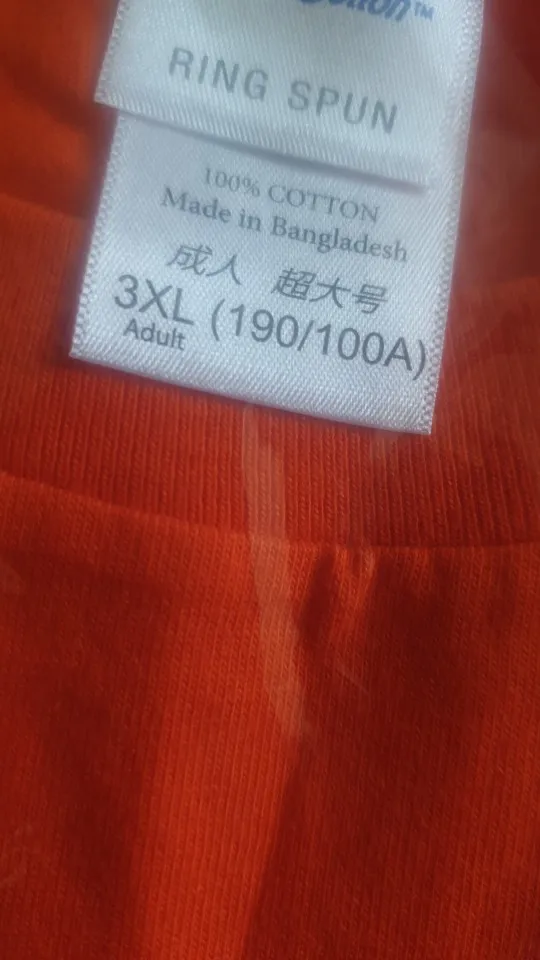 RING SPUN
100% COTTON
Made in Bangladesh
成人 超大号
3XL (190/100A)
Adult